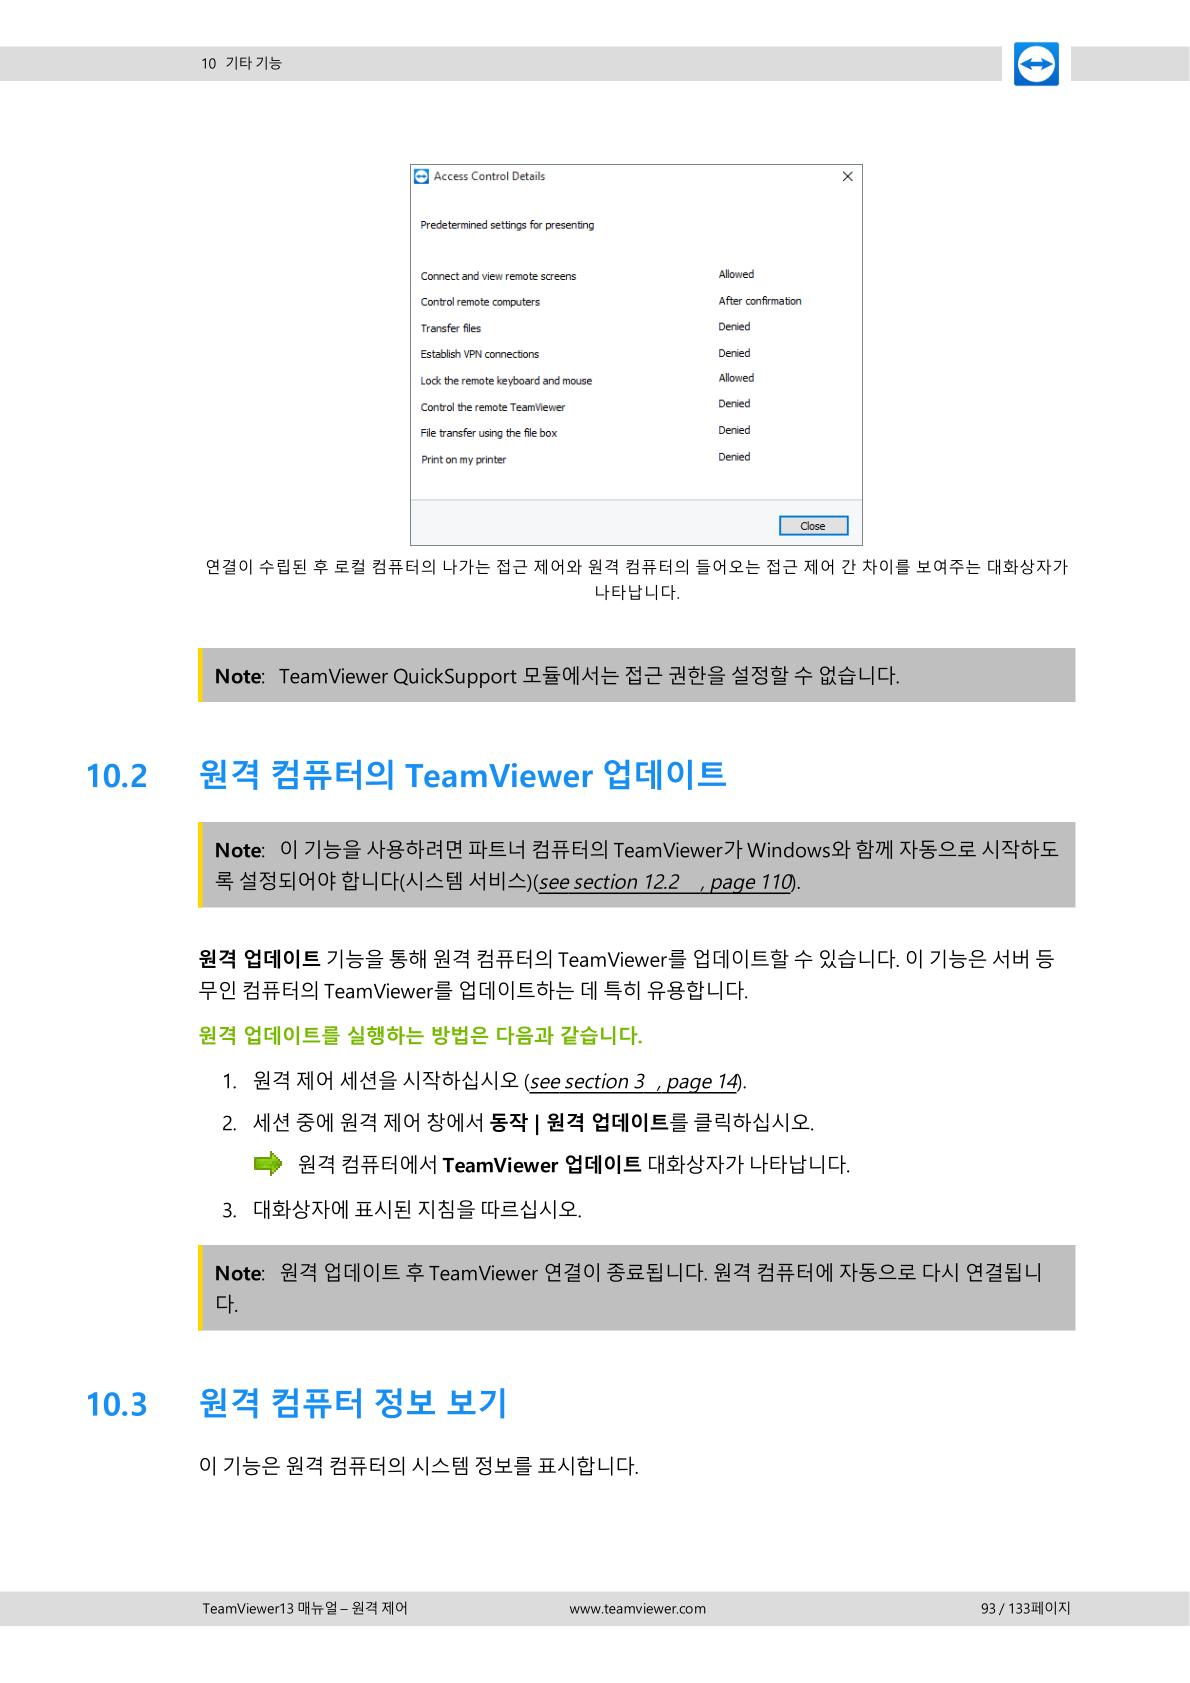 10 기타 기능
Access Control Details
Predetermined settings for presenting
Connect and view remote screens Allowed
Control remote computers After confirmation
Transfer files Denied
Establish VPN connections Denied
Lock the remote keyboard and mouse Allowed
Control the remote TeamViewer Denied
File transfer using the file box Denied
Print on my printer Denied
Close
연결이 수립된 후 로컬 컴퓨터의 나가는 접근 제어와 원격 컴퓨터의 들어오는 접근 제어 간 차이를 보여주는 대화상자가
나타납니다.
Note: TeamViewer QuickSupport 모듈에서는 접근 권한을 설정할 수 없습니다.
10.2 원격 컴퓨터의 TeamViewer 업데이트
Note: 이 기능을 사용하려면 파트너 컴퓨터의 TeamViewer가 Windows와 함께 자동으로 시작하도
록 설정되어야 합니다(시스템 서비스)(see section 12.2 , page 110).
원격 업데이트 기능을 통해 원격 컴퓨터의 TeamViewer를 업데이트할 수 있습니다. 이 기능은 서버 등
무인 컴퓨터의 TeamViewer를 업데이트하는 데 특히 유용합니다.
원격 업데이트를 실행하는 방법은 다음과 같습니다.
1. 원격 제어 세션을 시작하십시오 (see section 3 , page 14).
2. 세션 중에 원격 제어 창에서 동작 | 원격 업데이트를 클릭하십시오.
원격 컴퓨터에서 TeamViewer 업데이트 대화상자가 나타납니다.
3. 대화상자에 표시된 지침을 따르십시오.
Note: 원격 업데이트 후 TeamViewer 연결이 종료됩니다. 원격 컴퓨터에 자동으로 다시 연결됩니
다.
10.3 원격 컴퓨터 정보 보기
이 기능은 원격 컴퓨터의 시스템 정보를 표시합니다.
TeamViewer13 매뉴얼 – 원격 제어 www.teamviewer.com 93 / 133페이지